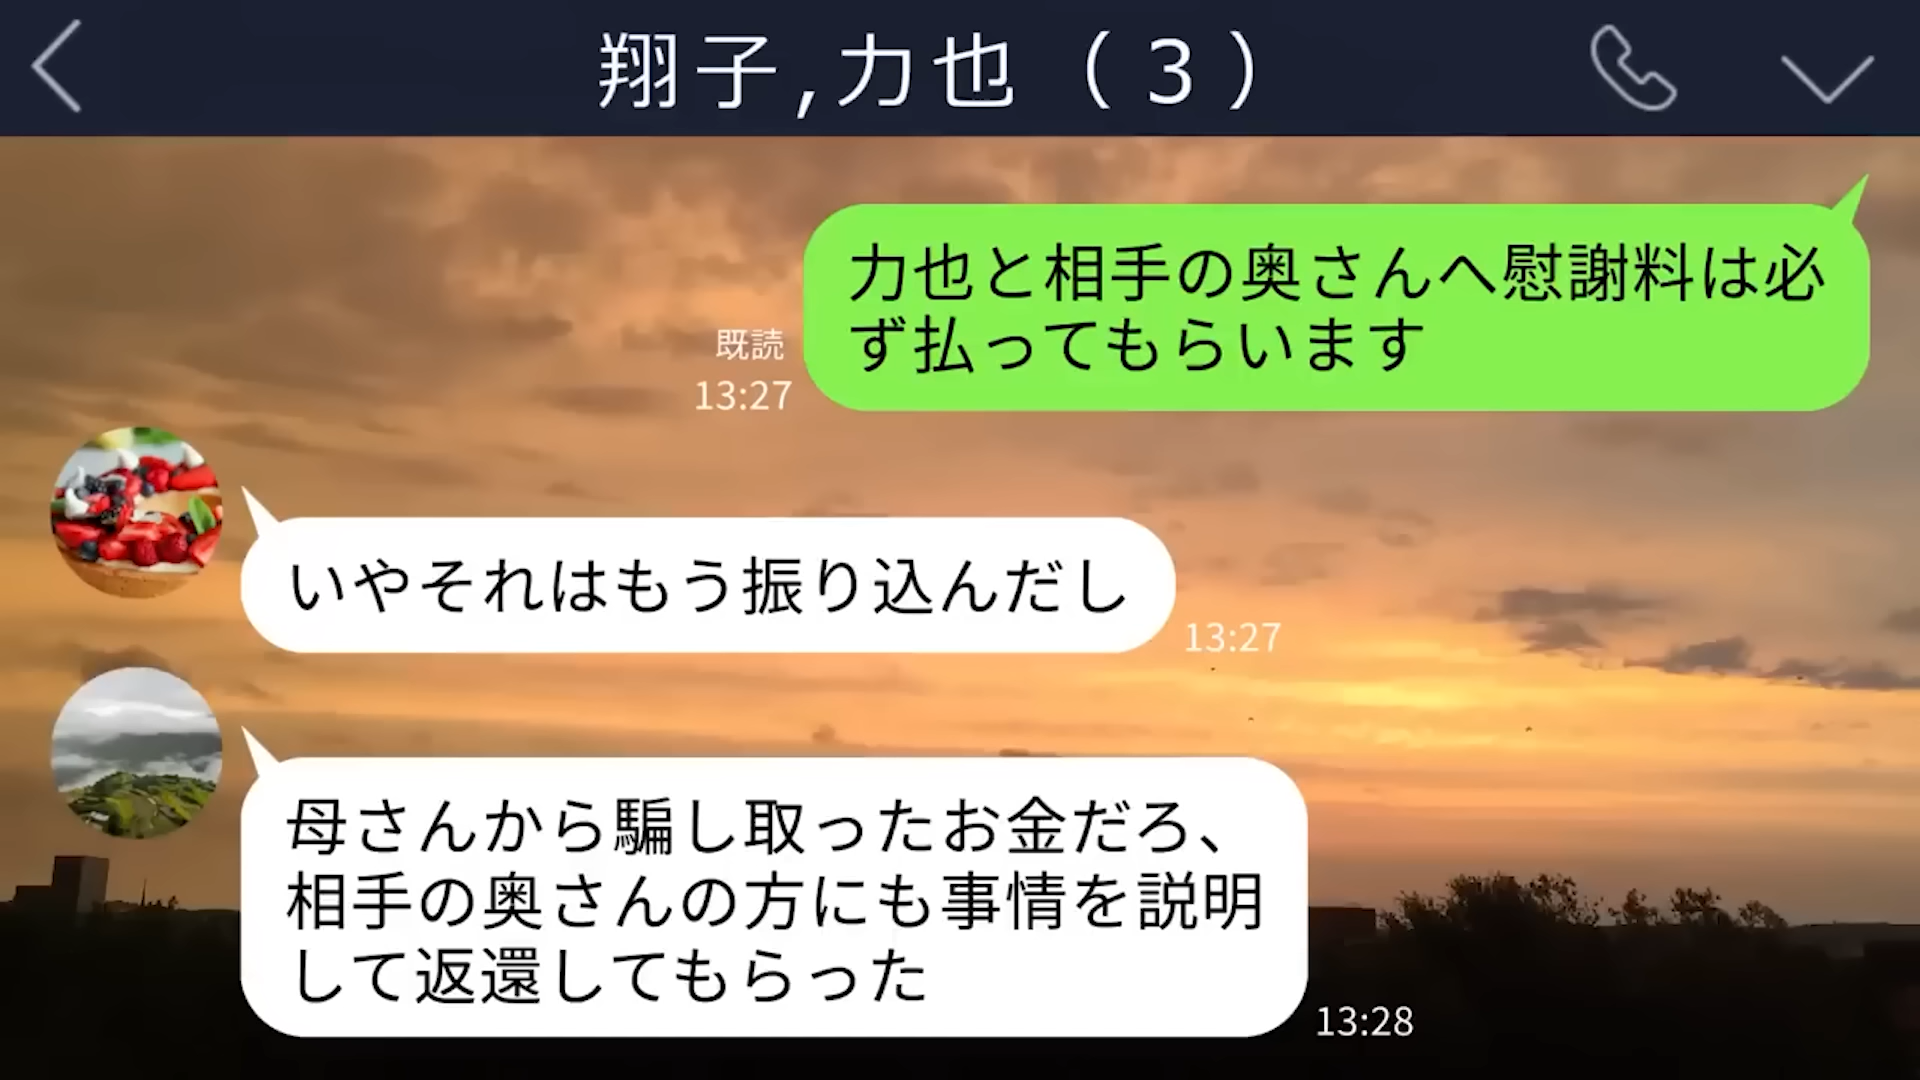 翔子,力也（3）
力也と相手の奥さんへ慰謝料は必
ず払ってもらいます
既読
13:27
いやそれはもう振り込んだし
13:27
母さんから騙し取ったお金だろ、
相手の奥さんの方にも事情を説明
して返還してもらった
13:28